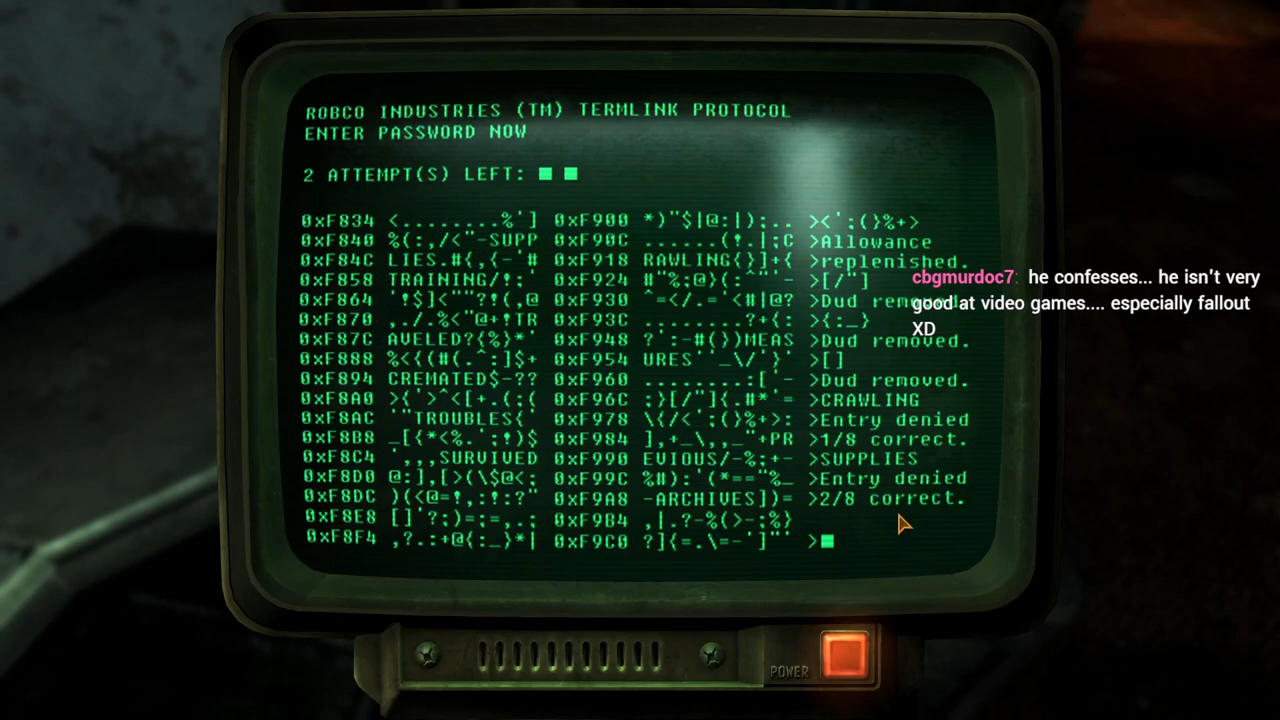 ROBCO INDUSTRIES (TM) TERMLINK PROTOCOL
ENTER PASSWORD NOW
2 ATTEMPT(S) LEFT: ■ ■
0xF834 <........%'] 0xF900 *)"$|@:|);.. ><';(}%+>
0xF840 %(:,/<"-SUPP 0xF90C ......(!.|;C >Allowance
0xF84C LIES.#{,{-'# 0xF918 RAWLING{}]+{ >replenished.
0xF858 TRAINING/!:' 0xF924 #"%;@}(:^"'- >[/"]
0xF864 '!$]<""?!(,@ 0xF930 ^=</.='<#|@? >Dud removed.
0xF870 ,./.%<"@+!TR 0xF93C ........?+{: >{:_}
0xF87C AVELED?{%}*' 0xF948 ?':-#(})MEAS >Dud removed.
0xF888 %<{(#(.^:]$+ 0xF954 URES''_\/'}' >[]
0xF894 CREMATED$-?? 0xF960 ........:['- >Dud removed.
0xF8A0 >{'>^<[+.(;( 0xF96C ;}[/"]{.#*'= >CRAWLING
0xF8AC '"TROUBLES{' 0xF978 \{/<';(}%+>: >Entry denied
0xF8B8 _[{*<%.';!)$ 0xF984 ],+_\,,_"+PR >1/8 correct.
0xF8C4 ',,,SURVIVED 0xF990 EVIOUS/-%;+- >SUPPLIES
0xF8D0 @:],[>(\$@<; 0xF99C %#):'(*=="%_ >Entry denied
0xF8DC )(<@=!,:!:?" 0xF9A8 -ARCHIVES])= >2/8 correct.
0xF8E8 []'?;)=;=,.; 0xF9B4 ,|.?-%(>-;%}
0xF8F4 ,?.:+@{:_}*| 0xF9C0 ?]{=.\=-']"' >■
cbgmurdoc7: he confesses... he isn't very
good at video games.... especially fallout
XD
POWER